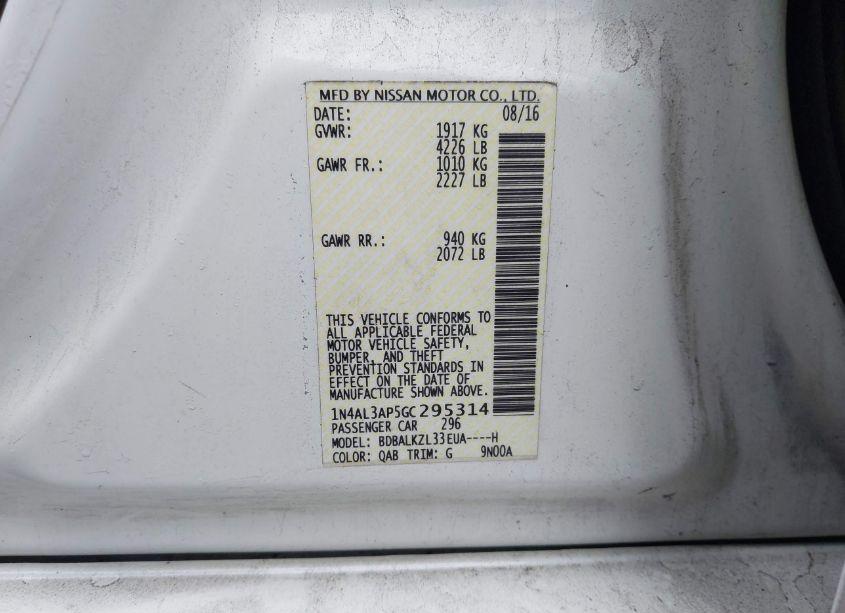 MFD BY NISSAN MOTOR CO., LTD.
DATE: 08/16
GVWR: 1917 KG
4226 LB
GAWR FR.: 1010 KG
2227 LB
GAWR RR.: 940 KG
2072 LB
THIS VEHICLE CONFORMS TO
ALL APPLICABLE FEDERAL
MOTOR VEHICLE SAFETY,
BUMPER, AND THEFT
PREVENTION STANDARDS IN
EFFECT ON THE DATE OF
MANUFACTURE SHOWN ABOVE.
1N4AL3AP5GC295314
PASSENGER CAR 296
MODEL: BDBALKZL33EUA----H
COLOR: QAB TRIM: G 9N00A